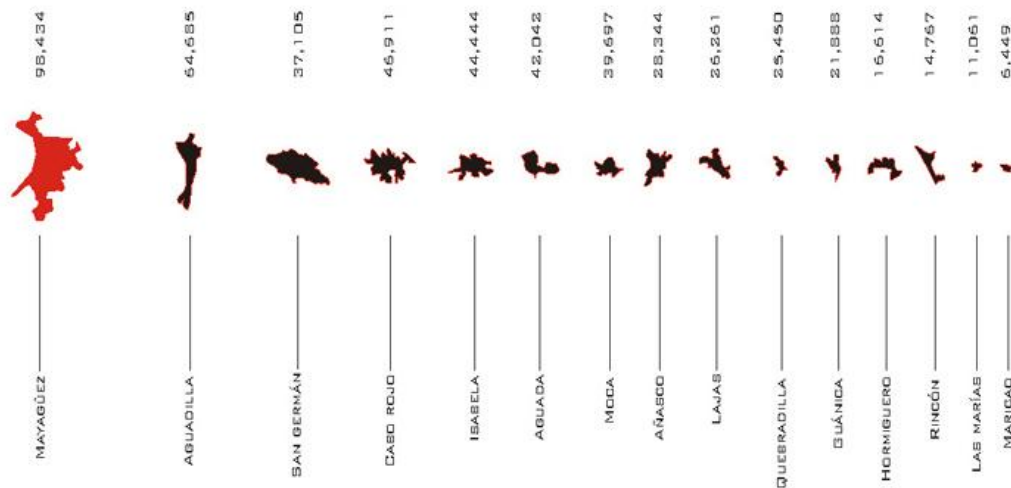 98,434
64,685
37,105
46,911
44,444
42,042
39,697
28,344
26,261
25,450
21,888
16,614
14,767
11,061
6,449
MAYAGÜEZ
AGUADILLA
SAN GERMÁN
CABO ROJO
ISABELA
AGUADA
MOCA
AÑASCO
LAJAS
QUEBRADILLA
GUÁNICA
HORMIGUERO
RINCÓN
LAS MARÍAS
MARICAO